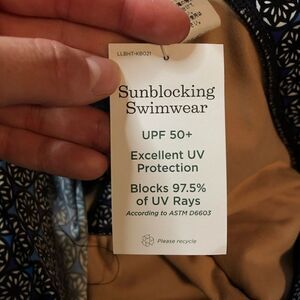 LLBHT-KB021
Sunblocking
Swimwear
UPF 50+
Excellent UV
Protection
Blocks 97.5%
of UV Rays
According to ASTM D6603
Please recycle